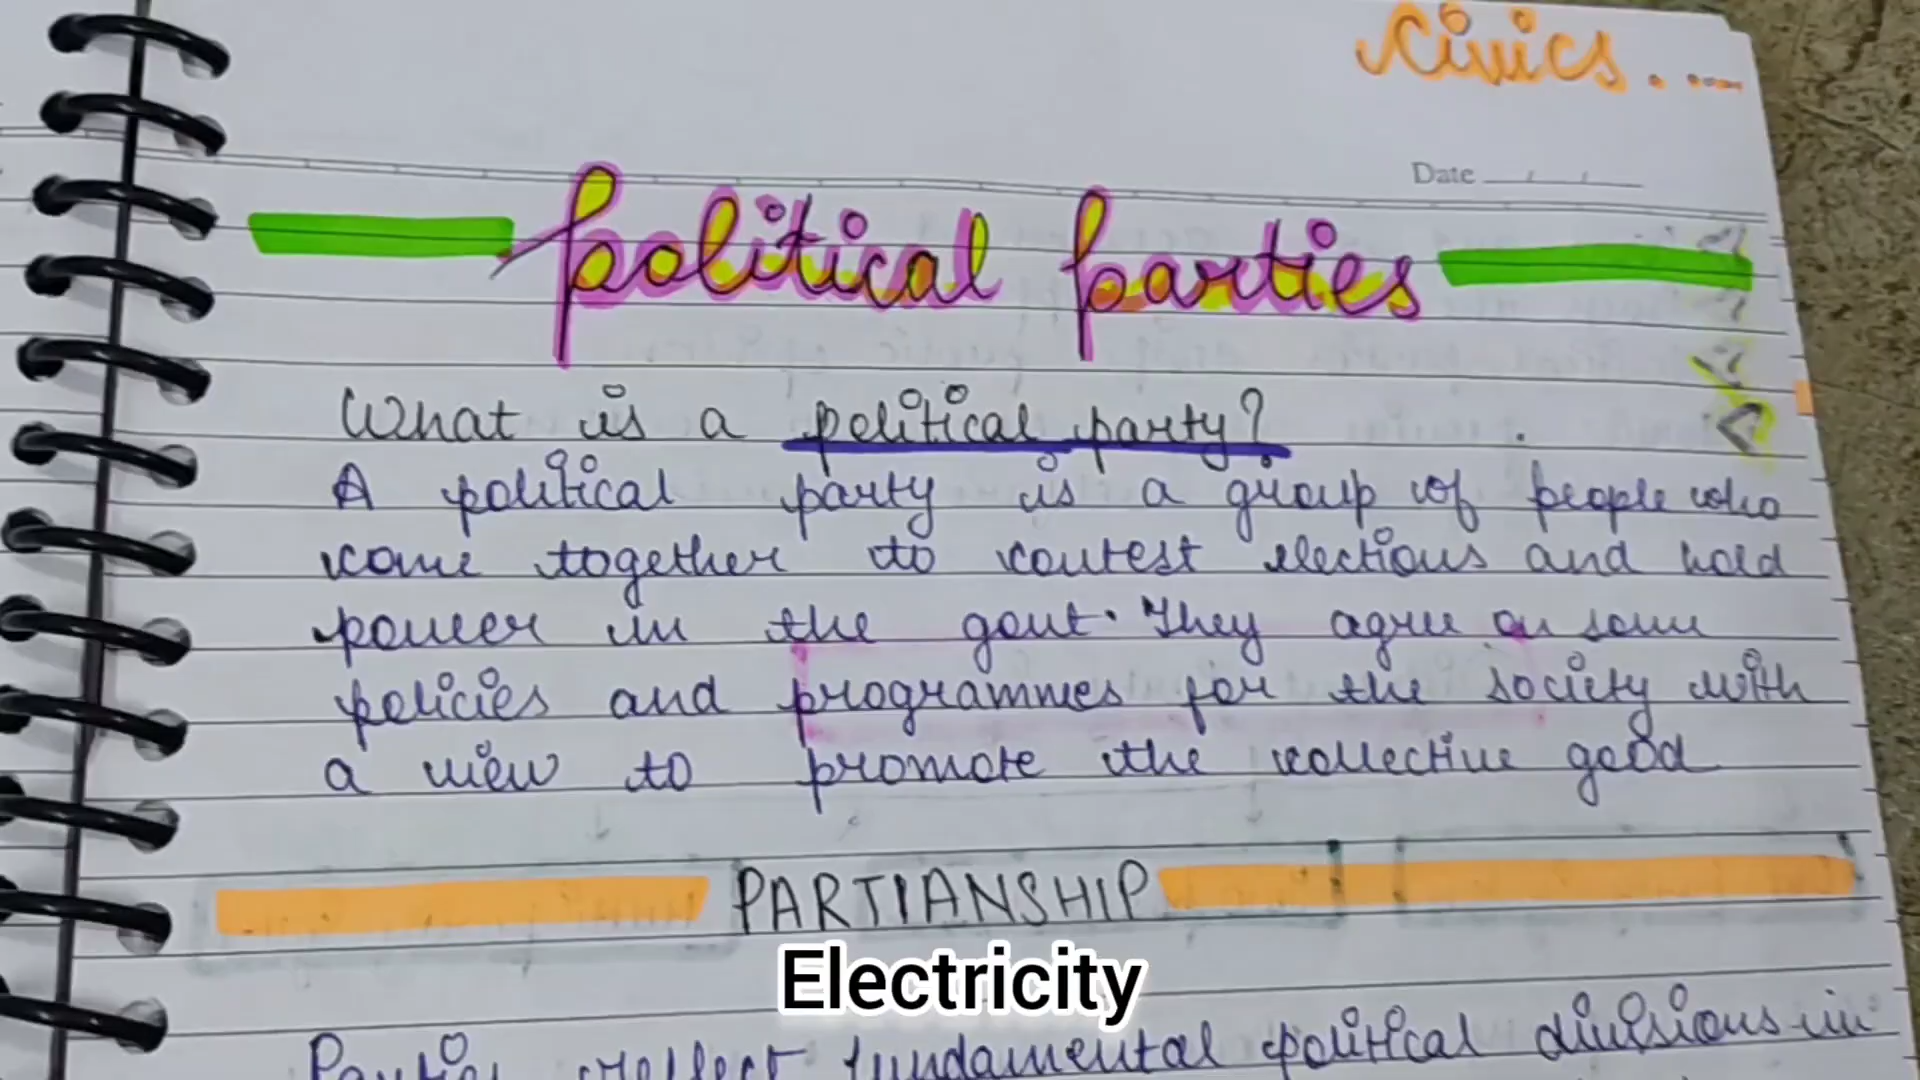 Civics....
Date
political parties
What is a political party?
A political party is a group of people who
come together to contest elections and hold
power in the govt. They agree on some
policies and programmes for the society with
a view to promote the collective good
PARTIANSHIP
Electricity
Parties reflect fundamental political divisions in